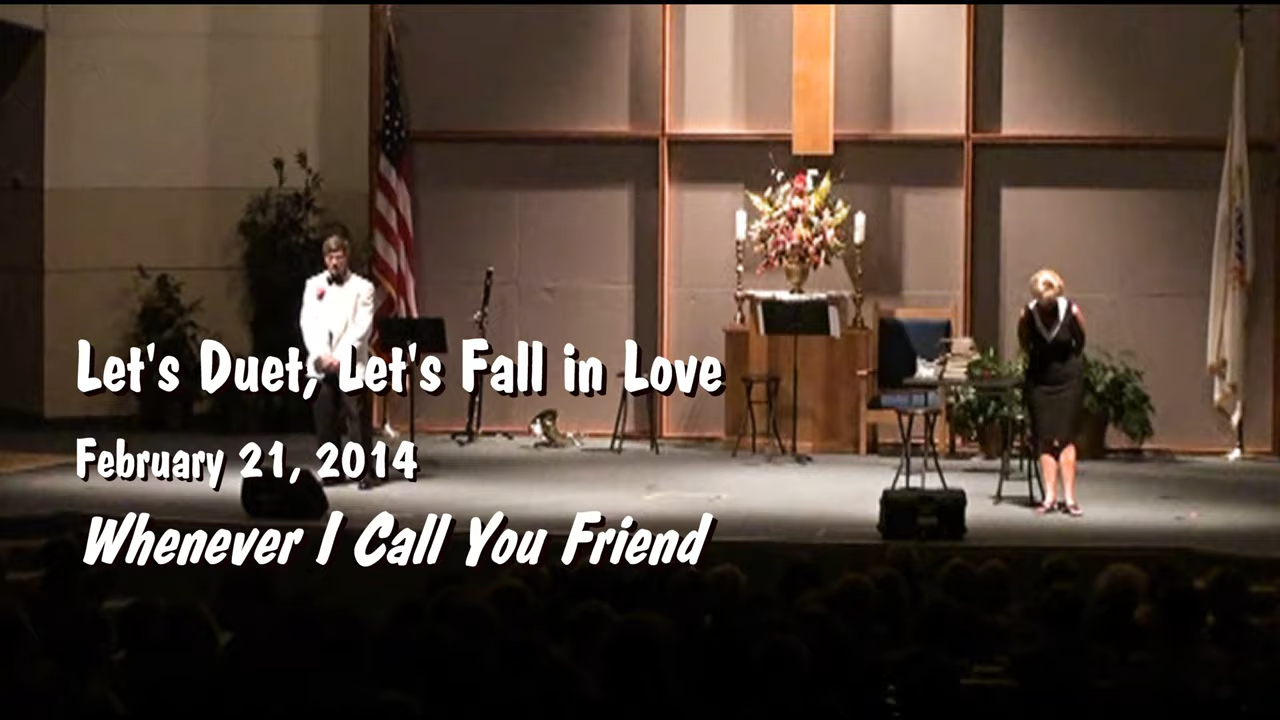 Let's Duet, Let's Fall in Love
February 21, 2014
Whenever I Call You Friend